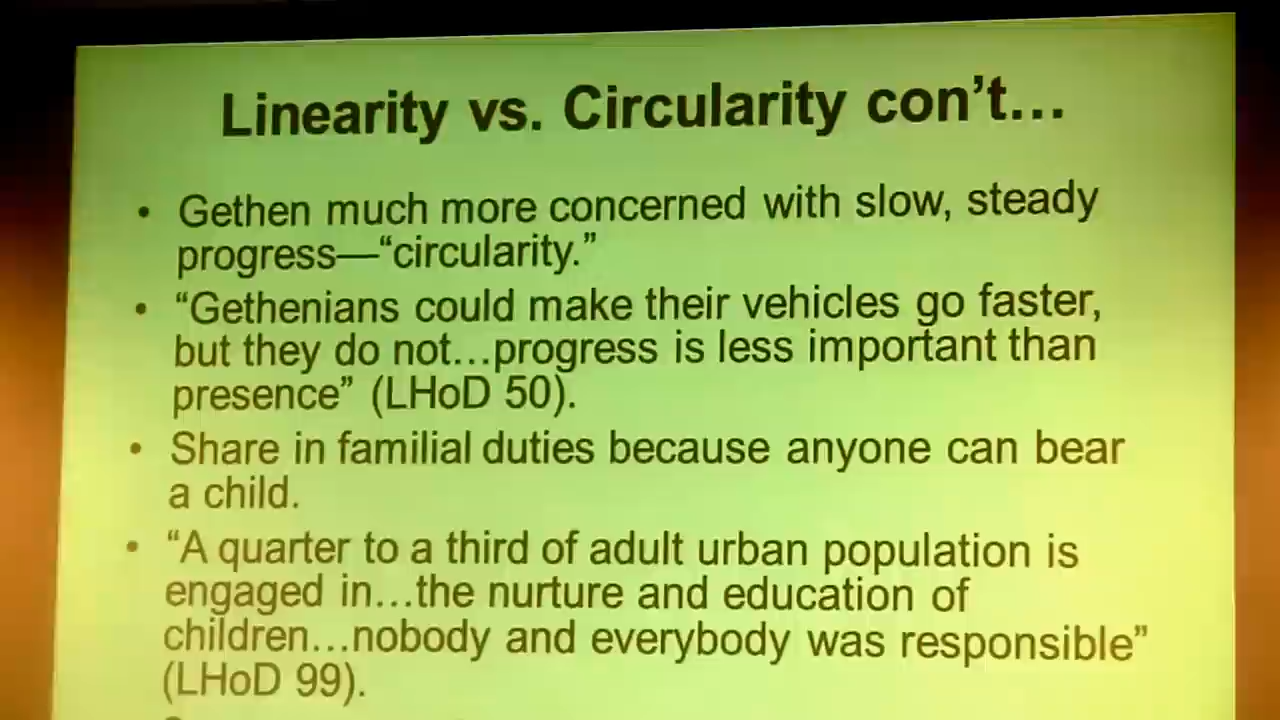 Linearity vs. Circularity con't...
• Gethen much more concerned with slow, steady
progress—“circularity.”
• “Gethenians could make their vehicles go faster,
but they do not...progress is less important than
presence” (LHoD 50).
• Share in familial duties because anyone can bear
a child.
• “A quarter to a third of adult urban population is
engaged in...the nurture and education of
children...nobody and everybody was responsible”
(LHoD 99).